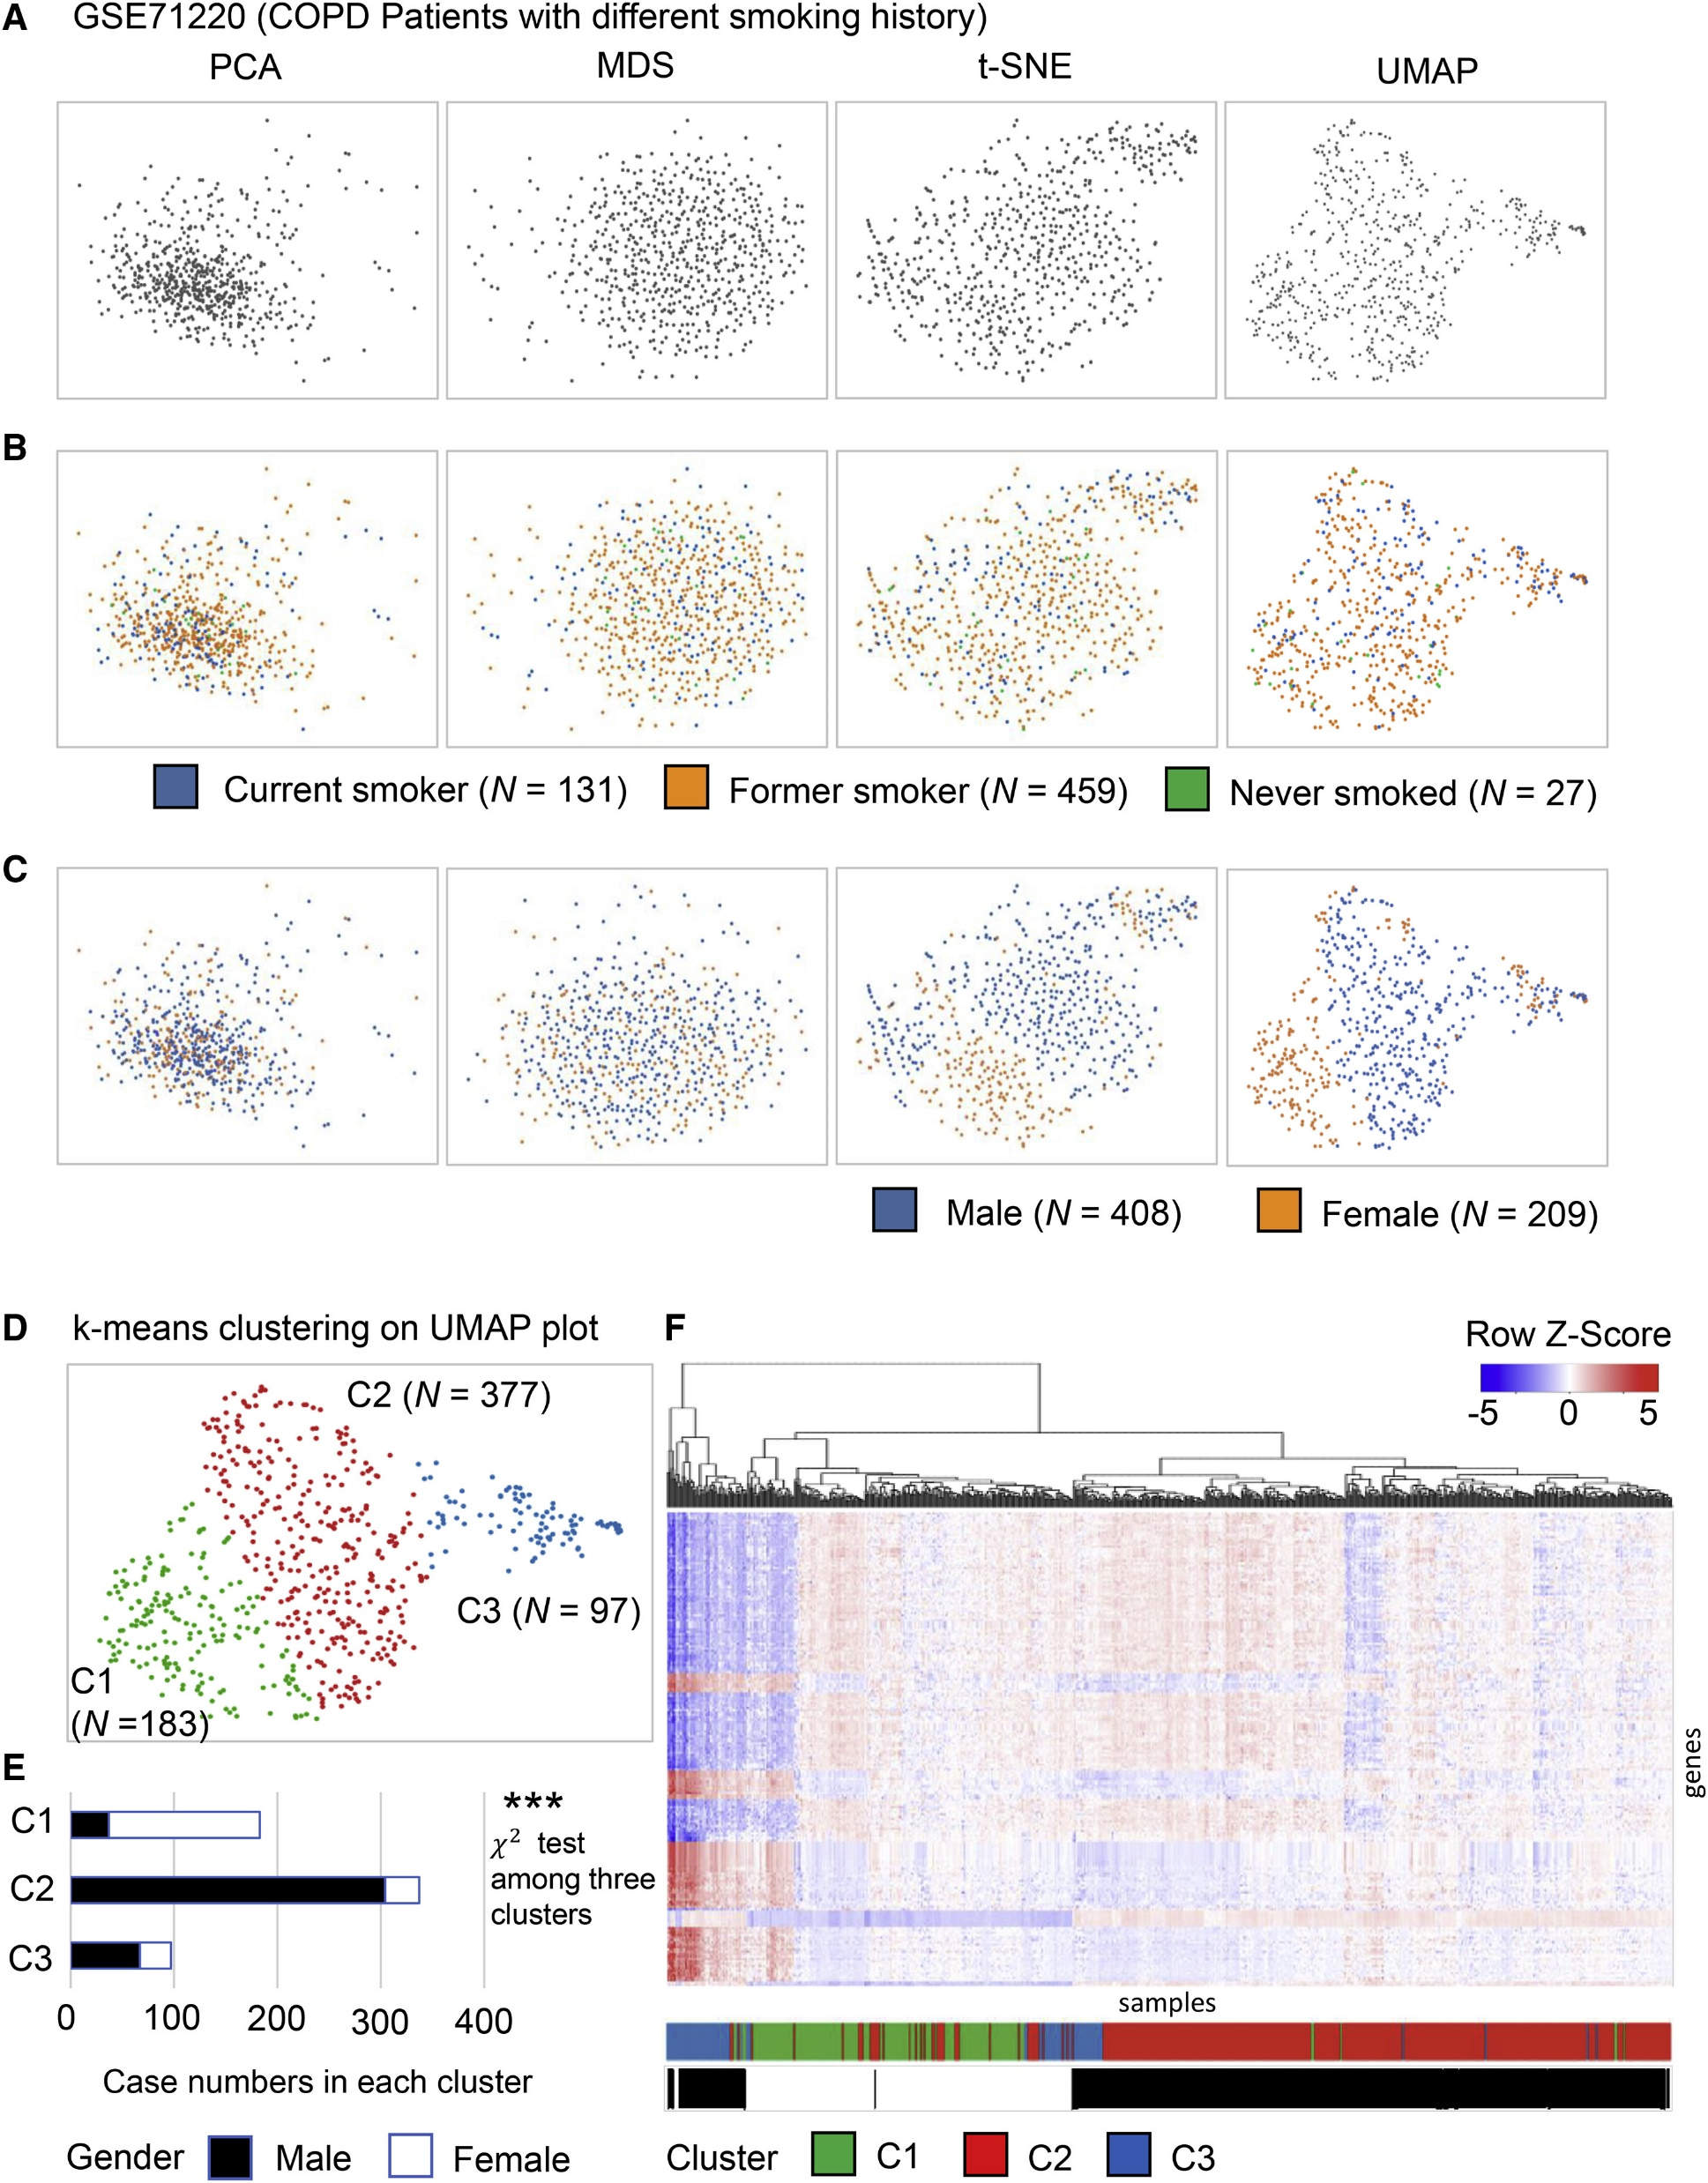 A GSE71220 (COPD Patients with different smoking history)
PCA MDS t-SNE UMAP
B
Current smoker (N = 131) Former smoker (N = 459) Never smoked (N = 27)
C
Male (N = 408) Female (N = 209)
D k-means clustering on UMAP plot
C2 (N = 377)
C3 (N = 97)
C1
(N =183)
E
C1
C2
C3
***
χ² test
among three
clusters
0 100 200 300 400
Case numbers in each cluster
Gender Male Female
F
Row Z-Score
-5 0 5
genes
samples
Cluster C1 C2 C3